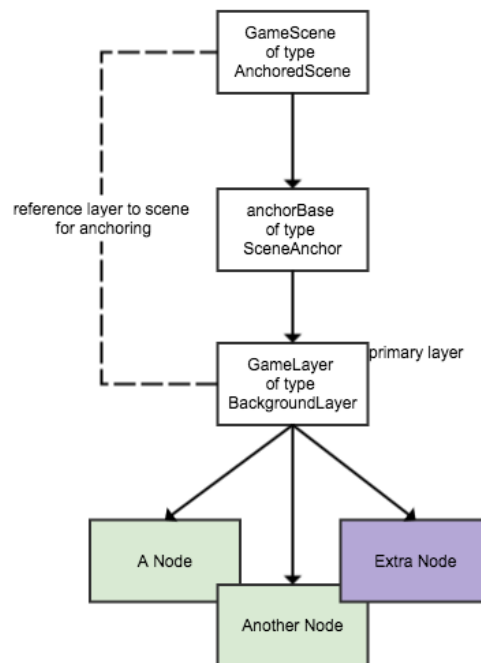 GameScene
of type
AnchoredScene
reference layer to scene
for anchoring
anchorBase
of type
SceneAnchor
primary layer
GameLayer
of type
BackgroundLayer
A Node
Extra Node
Another Node